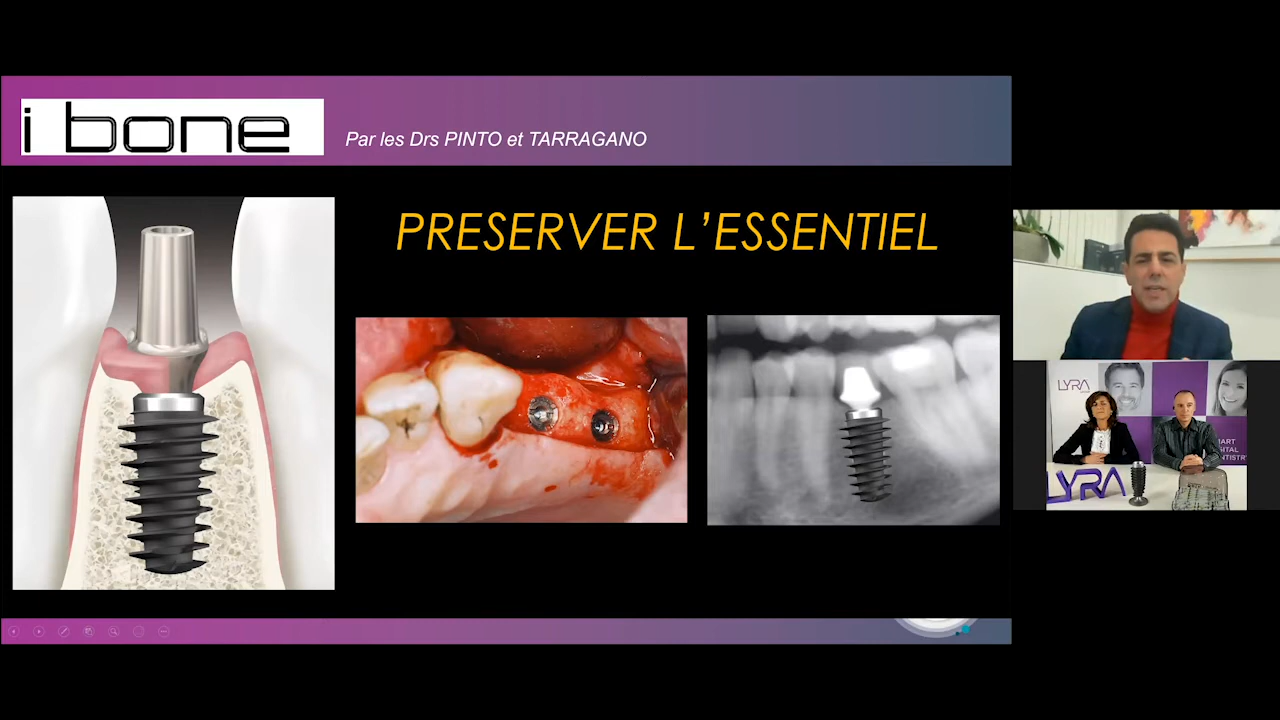 i bone
Par les Drs PINTO et TARRAGANO
PRESERVER L’ESSENTIEL
LYRA
LYRA